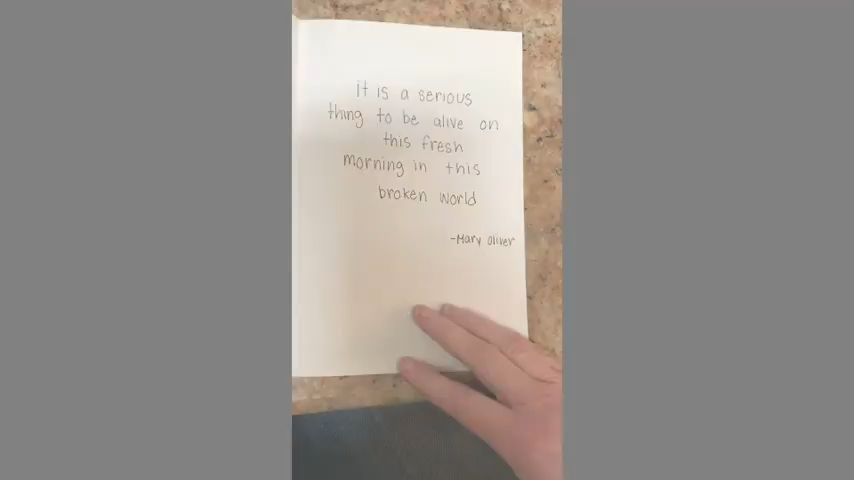 it is a serious
thing to be alive on
this fresh
morning in this
broken world
-Mary Oliver